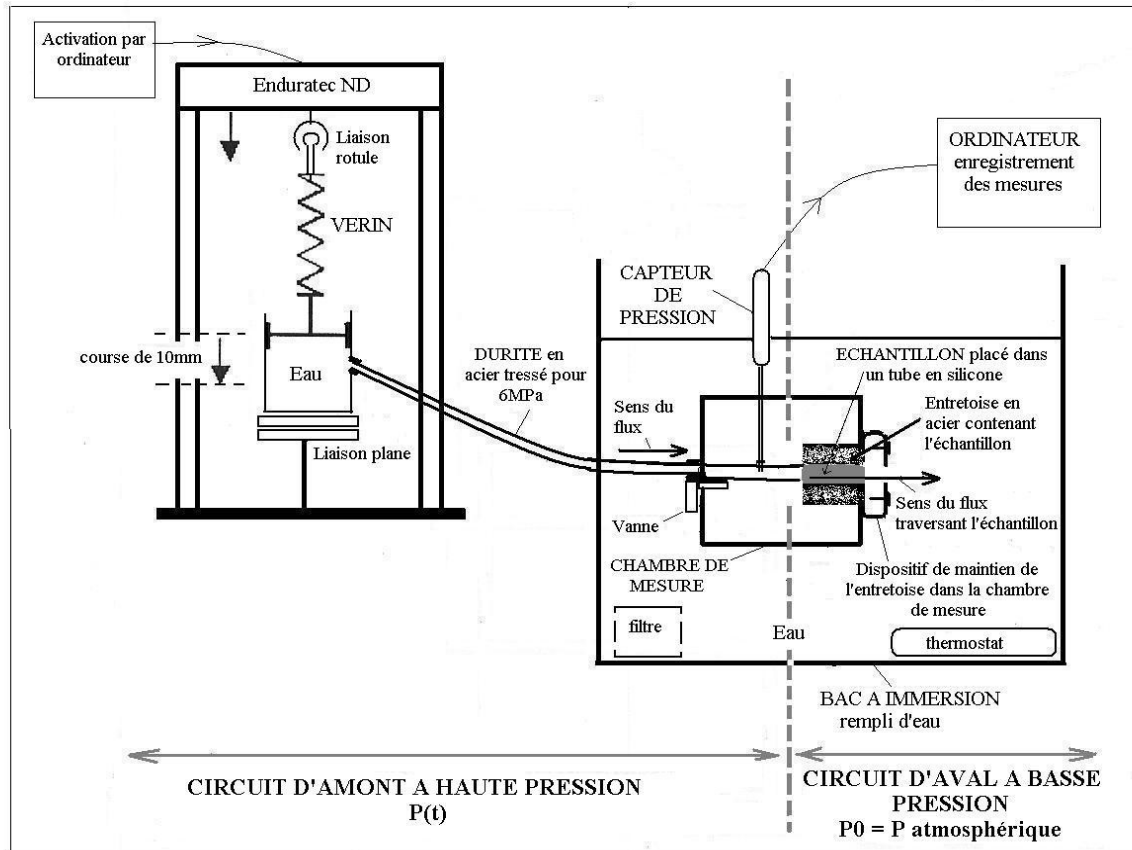 Activation par
ordinateur
Enduratec ND
Liaison
rotule
VERIN
course de 10mm
Eau
Liaison plane
DURITE en
acier tressé pour
6MPa
ORDINATEUR
enregistrement
des mesures
CAPTEUR
DE
PRESSION
ECHANTILLON placé dans
un tube en silicone
Entretoise en
acier contenant
l'échantillon
Sens du
flux
Sens du flux
traversant l'échantillon
Vanne
CHAMBRE DE
MESURE
Dispositif de maintien de
l'entretoise dans la chambre
de mesure
filtre
Eau
thermostat
BAC A IMMERSION
rempli d'eau
CIRCUIT D'AMONT A HAUTE PRESSION
P(t)
CIRCUIT D'AVAL A BASSE
PRESSION
P0 = P atmosphérique